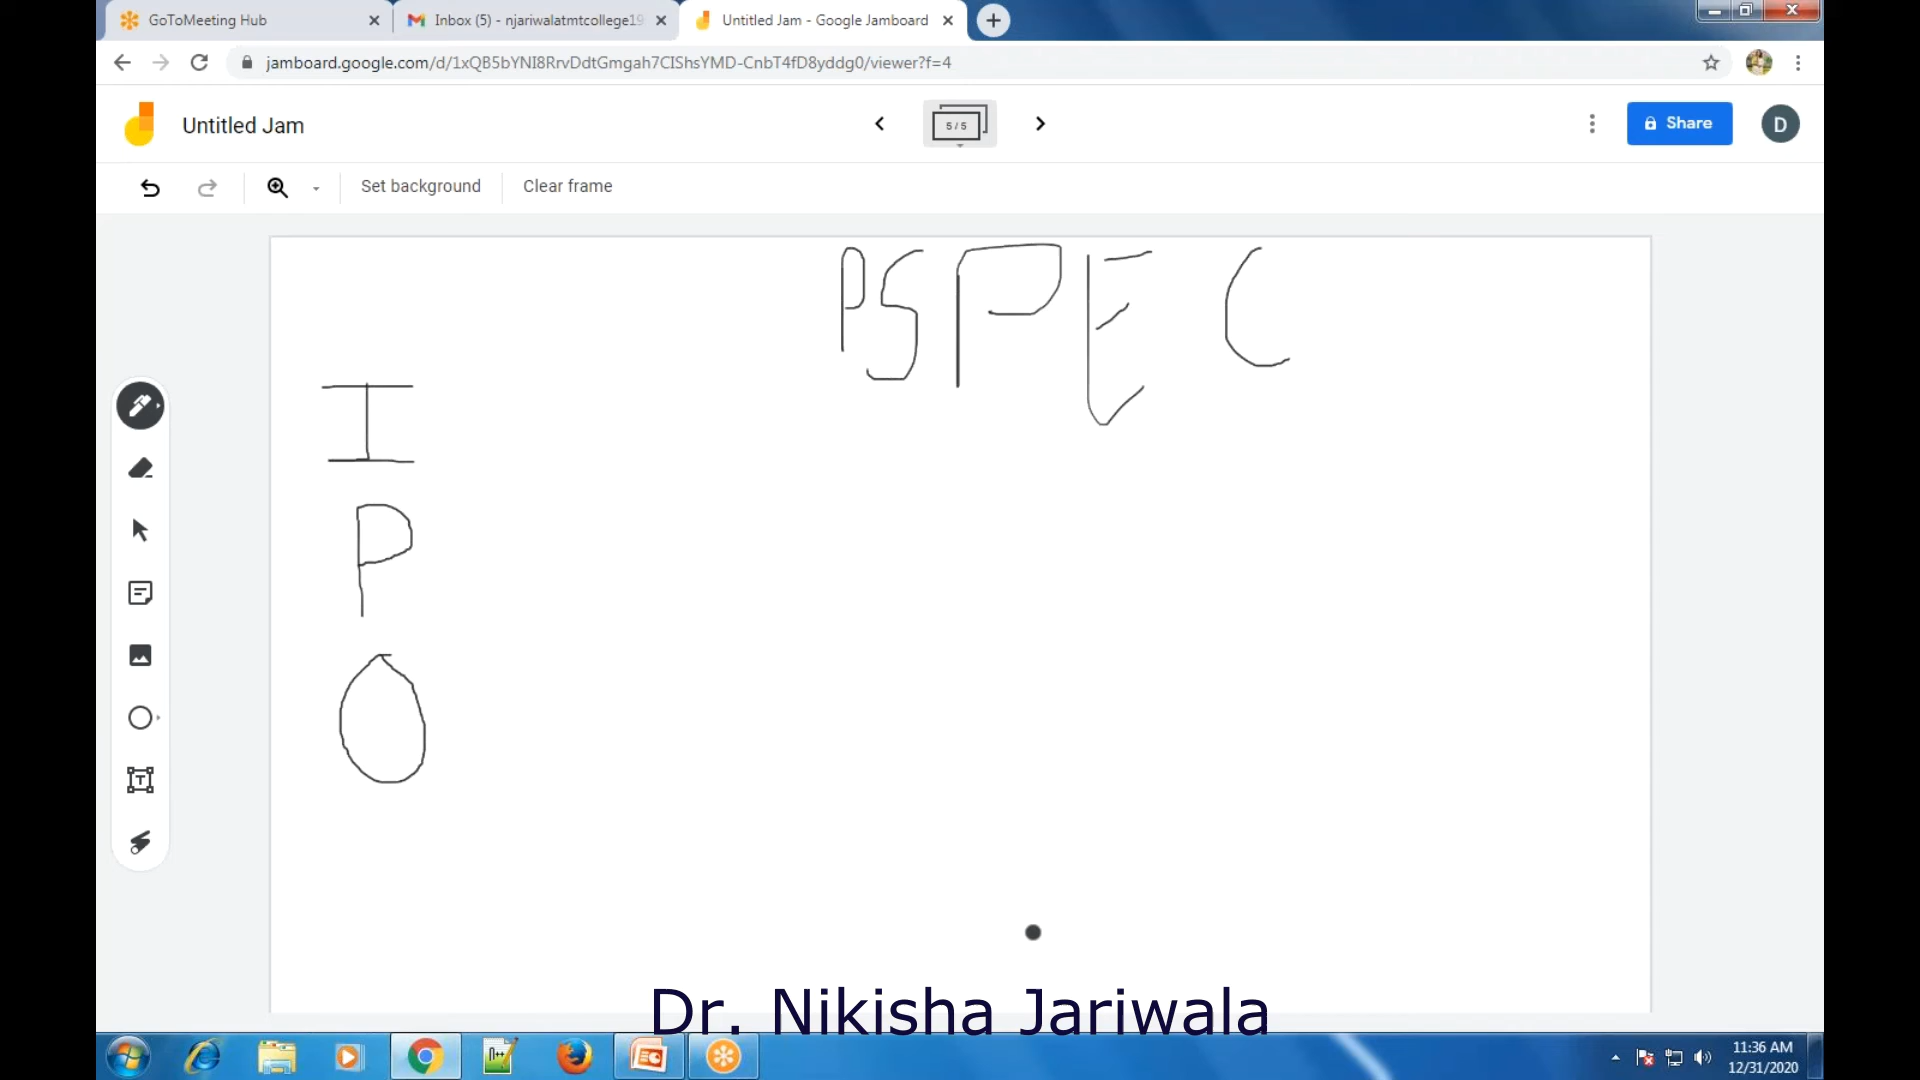 GoToMeeting Hub
Inbox (5) - njariwalatmtcollege19
Untitled Jam - Google Jamboard
jamboard.google.com/d/1xQB5bYNI8RrvDdtGmgah7CIShsYMD-CnbT4fD8yddg0/viewer?f=4
Untitled Jam
5 / 5
Share
D
Set background
Clear frame
PSPEC
I
P
O
Dr. Nikisha Jariwala
11:36 AM
12/31/2020